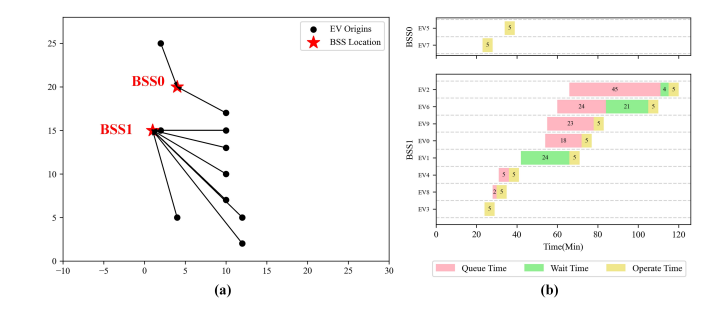 25
20
15
10
5
0
−10
−5
0
5
10
15
20
25
30
EV Origins
BSS Location
BSS0
BSS1
(a)
BSS0
EV5
EV7
5
5
BSS1
EV2
EV6
EV9
EV0
EV1
EV4
EV8
EV3
45
4
5
24
21
5
23
5
18
5
24
5
5
5
2
5
5
0
20
40
60
80
100
120
Time(Min)
Queue Time
Wait Time
Operate Time
(b)